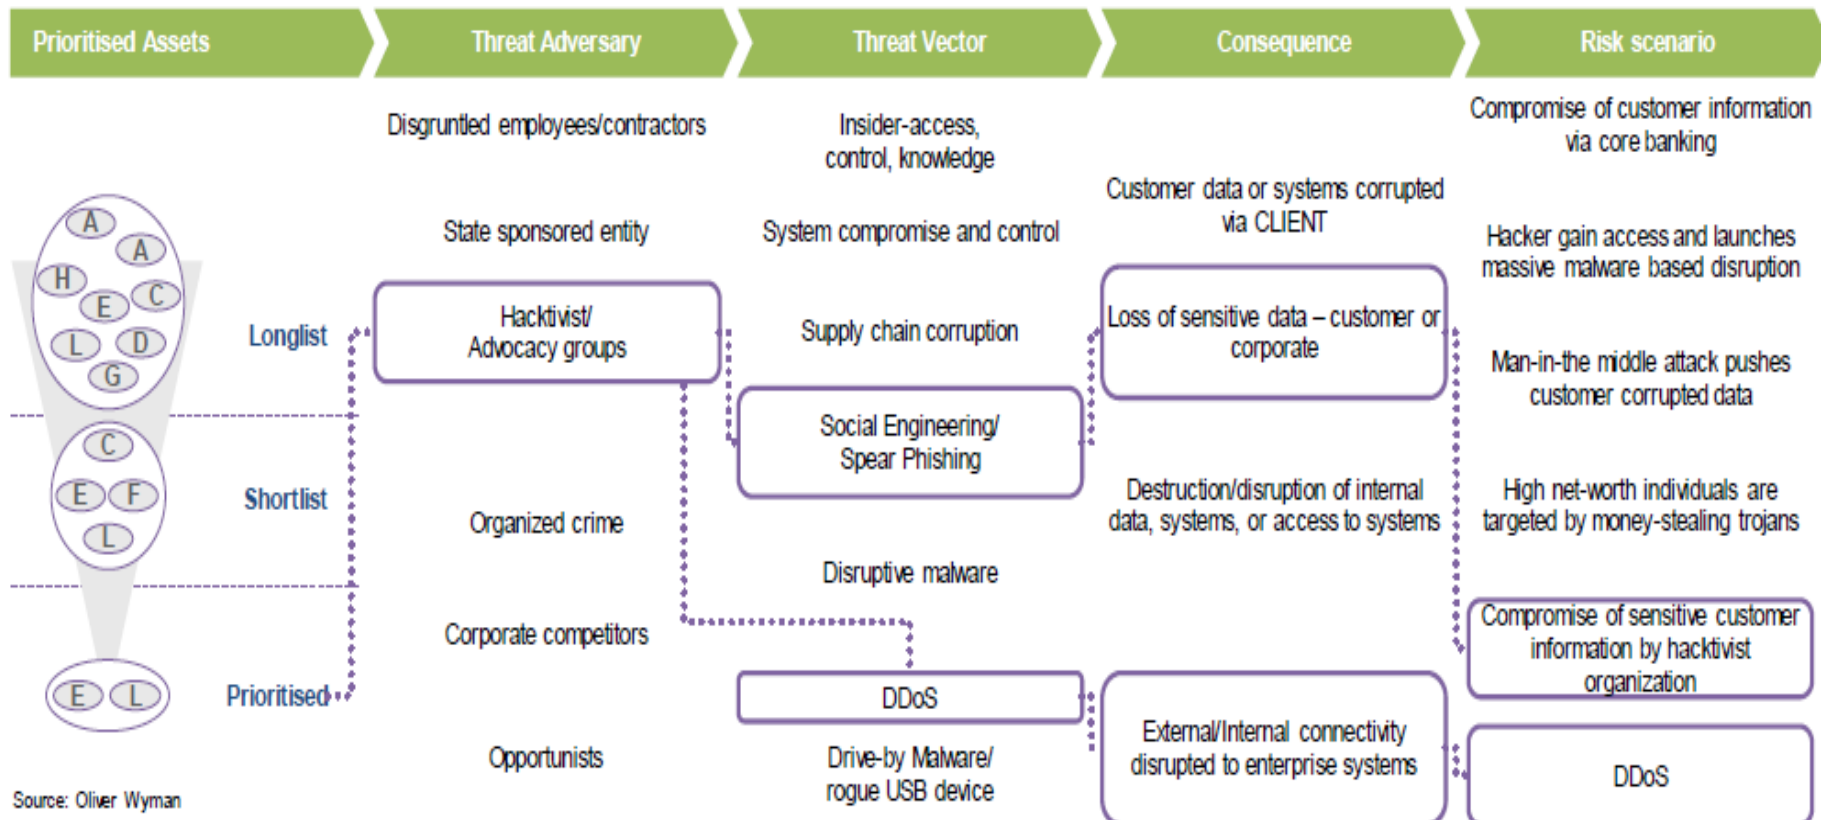 Prioritised Assets
Threat Adversary
Threat Vector
Consequence
Risk scenario
A
A
H
E
C
L
D
G
Longlist
C
E
F
L
Shortlist
E
L
Prioritised
Disgruntled employees/contractors
State sponsored entity
Hacktivist/
Advocacy groups
Organized crime
Corporate competitors
Opportunists
Insider-access,
control, knowledge
System compromise and control
Supply chain corruption
Social Engineering/
Spear Phishing
Disruptive malware
DDoS
Drive-by Malware/
rogue USB device
Customer data or systems corrupted
via CLIENT
Loss of sensitive data – customer or
corporate
Destruction/disruption of internal
data, systems, or access to systems
External/Internal connectivity
disrupted to enterprise systems
Compromise of customer information
via core banking
Hacker gain access and launches
massive malware based disruption
Man-in-the middle attack pushes
customer corrupted data
High net-worth individuals are
targeted by money-stealing trojans
Compromise of sensitive customer
information by hacktivist
organization
DDoS
Source: Oliver Wyman